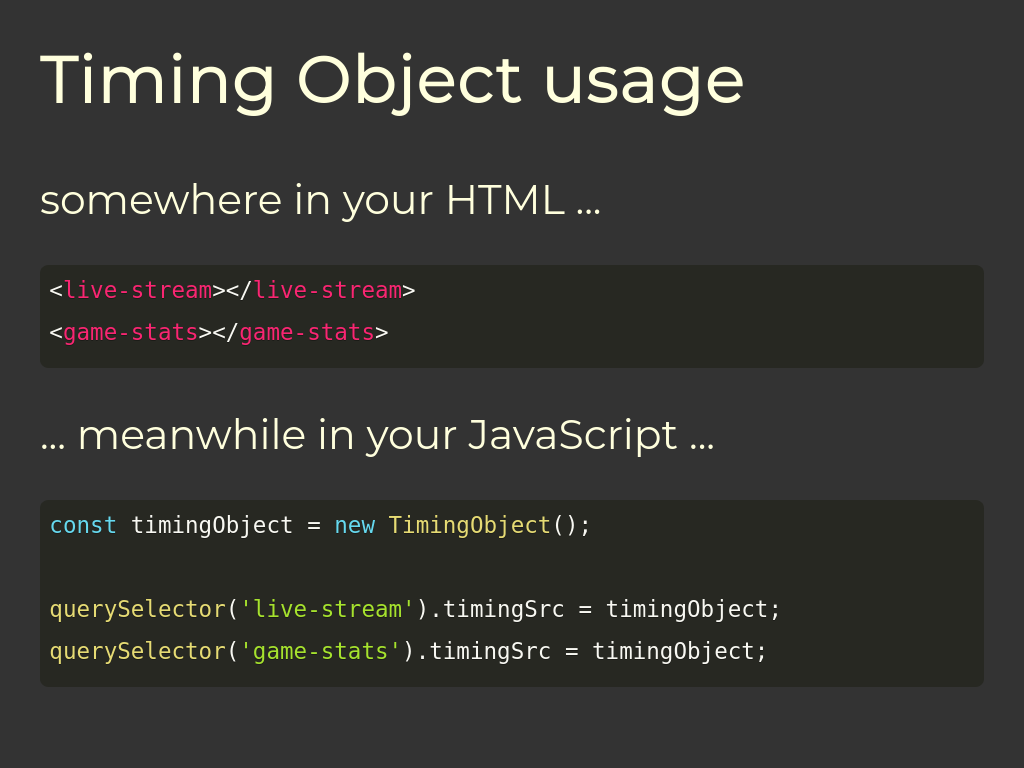 Timing Object usage
somewhere in your HTML ...
<live-stream></live-stream>
<game-stats></game-stats>
... meanwhile in your JavaScript ...
const timingObject = new TimingObject();
querySelector('live-stream').timingSrc = timingObject;
querySelector('game-stats').timingSrc = timingObject;